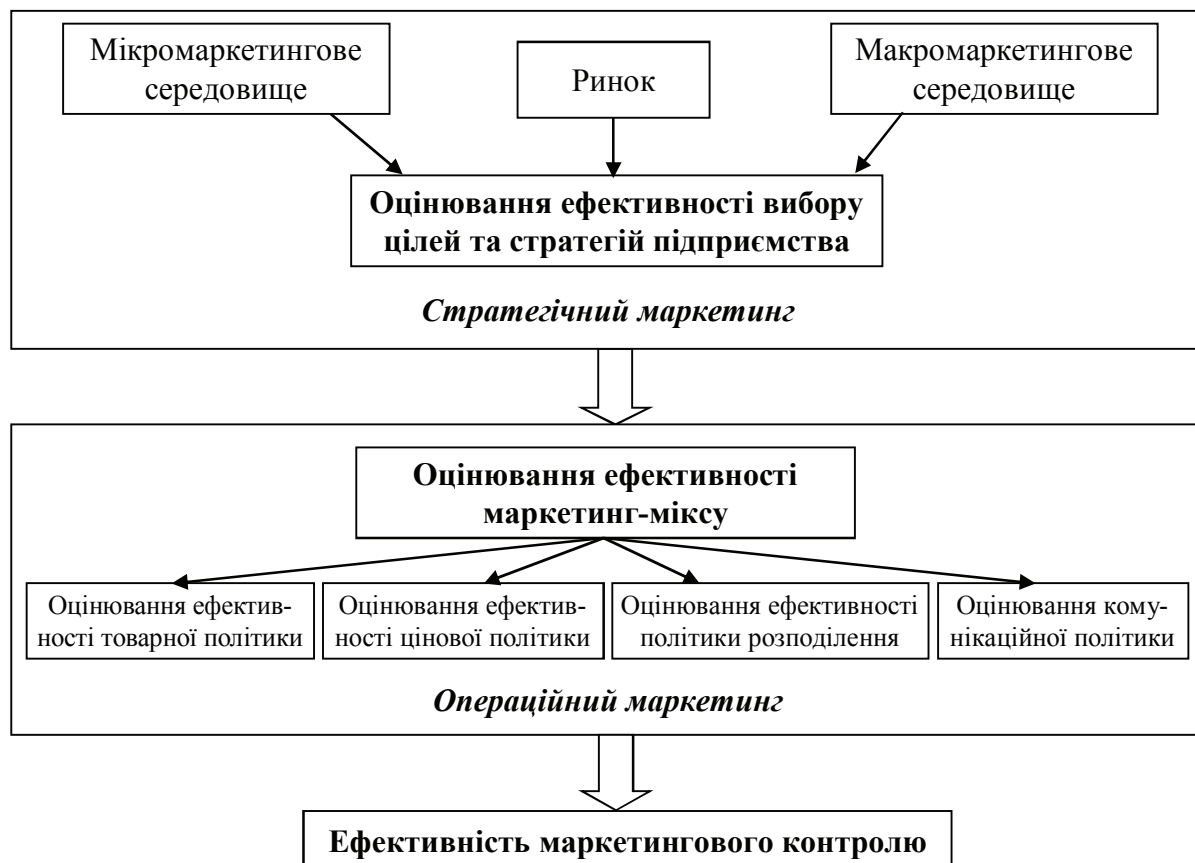 Мікромаркетингове
середовище
Ринок
Макромаркетингове
середовище
Оцінювання ефективності вибору
цілей та стратегій підприємства
Стратегічний маркетинг
Оцінювання ефективності
маркетинг-міксу
Оцінювання ефектив-
ності товарної політики
Оцінювання ефектив-
ності цінової політики
Оцінювання ефективності
політики розподілення
Оцінювання кому-
нікаційної політики
Операційний маркетинг
Ефективність маркетингового контролю